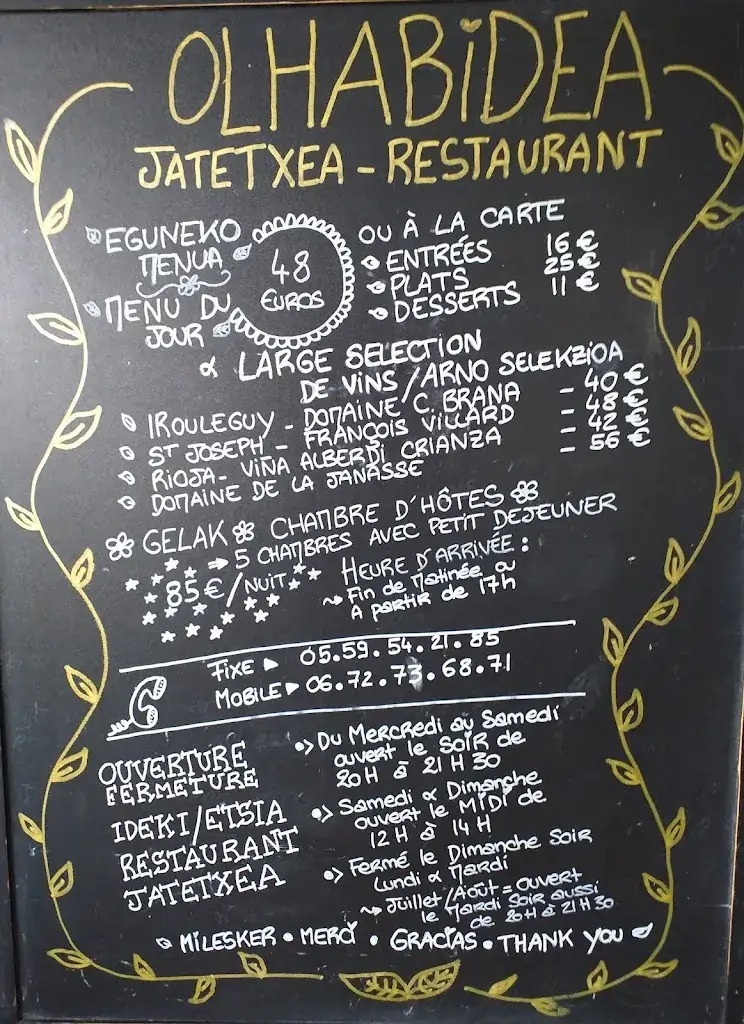 OLHABiDEA
JATETXEA - RESTAURANT
EGUNEKO
MENUA
MENU DU
JOUR
48
EUROS
OU À LA CARTE
ENTRÉES 16 €
PLATS 25 €
DESSERTS 11 €
& LARGE SELECTION
DE VINS / ARNO SELEKZIOA
IROULEGUY - DOMAINE C. BRANA - 40 €
ST JOSEPH - FRANÇOIS VILLARD - 48 €
RIOJA - VIÑA ALBERDI CRIANZA - 42 €
DOMAINE DE LA JANASSE - 56 €
GELAK CHAMBRE D'HÔTES
5 CHAMBRES AVEC PETIT DEJEUNER
85€/NUIT
HEURE D'ARRIVÉE :
Fin de Matinée ou
A partir de 17h
FIXE 05.59.54.21.85
MOBILE 06.72.73.68.71
OUVERTURE
FERMETURE
IDEKI/ETSIA
RESTAURANT
JATETXEA
Du Mercredi au Samedi
ouvert le SOIR de
20H à 21H30
Samedi & Dimanche
ouvert le MIDI de
12H à 14H
Fermé le Dimanche Soir
Lundi & Mardi
Juillet/Août = Ouvert
le Mardi Soir aussi
de 20H à 21H30
MILESKER • MERCi • GRACIAS • THANK YOU